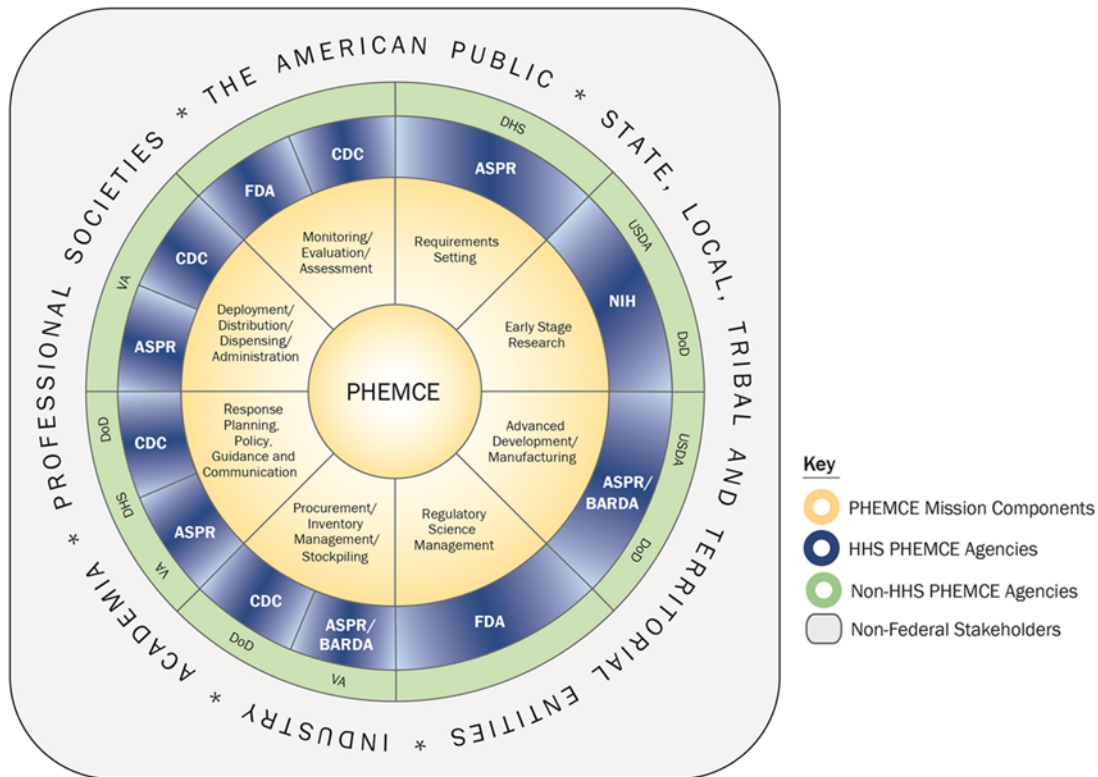 * THE AMERICAN PUBLIC * STATE, LOCAL, TRIBAL AND TERRITORIAL ENTITIES * INDUSTRY * ACADEMIA * PROFESSIONAL SOCIETIES
DHS
USDA
DoD
USDA
DoD
VA
DoD
VA
DHS
DoD
VA
ASPR
NIH
ASPR/
BARDA
FDA
ASPR/
BARDA
CDC
ASPR
CDC
ASPR
CDC
FDA
CDC
Requirements
Setting
Early Stage
Research
Advanced
Development/
Manufacturing
Regulatory
Science
Management
Procurement/
Inventory
Management/
Stockpiling
Response
Planning,
Policy,
Guidance and
Communication
Deployment/
Distribution/
Dispensing/
Administration
Monitoring/
Evaluation/
Assessment
PHEMCE
Key
PHEMCE Mission Components
HHS PHEMCE Agencies
Non-HHS PHEMCE Agencies
Non-Federal Stakeholders